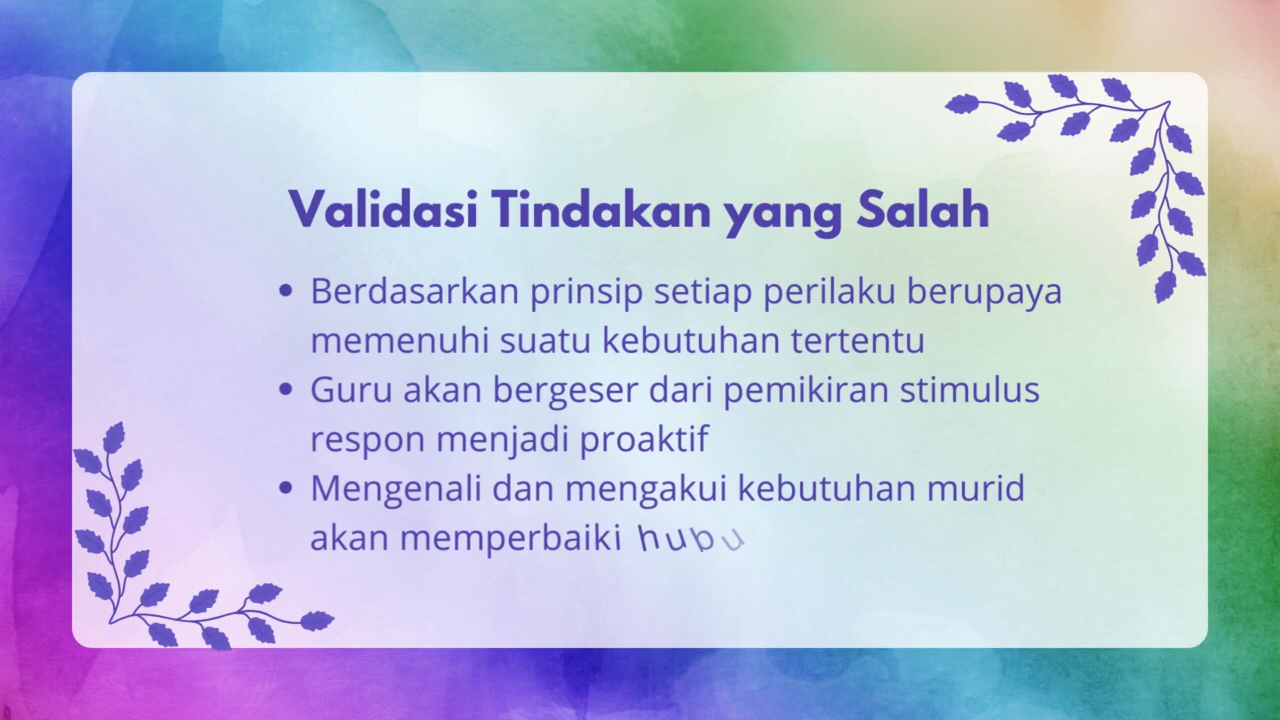 Validasi Tindakan yang Salah
• Berdasarkan prinsip setiap perilaku berupaya
memenuhi suatu kebutuhan tertentu
• Guru akan bergeser dari pemikiran stimulus
respon menjadi proaktif
• Mengenali dan mengakui kebutuhan murid
akan memperbaiki hubu